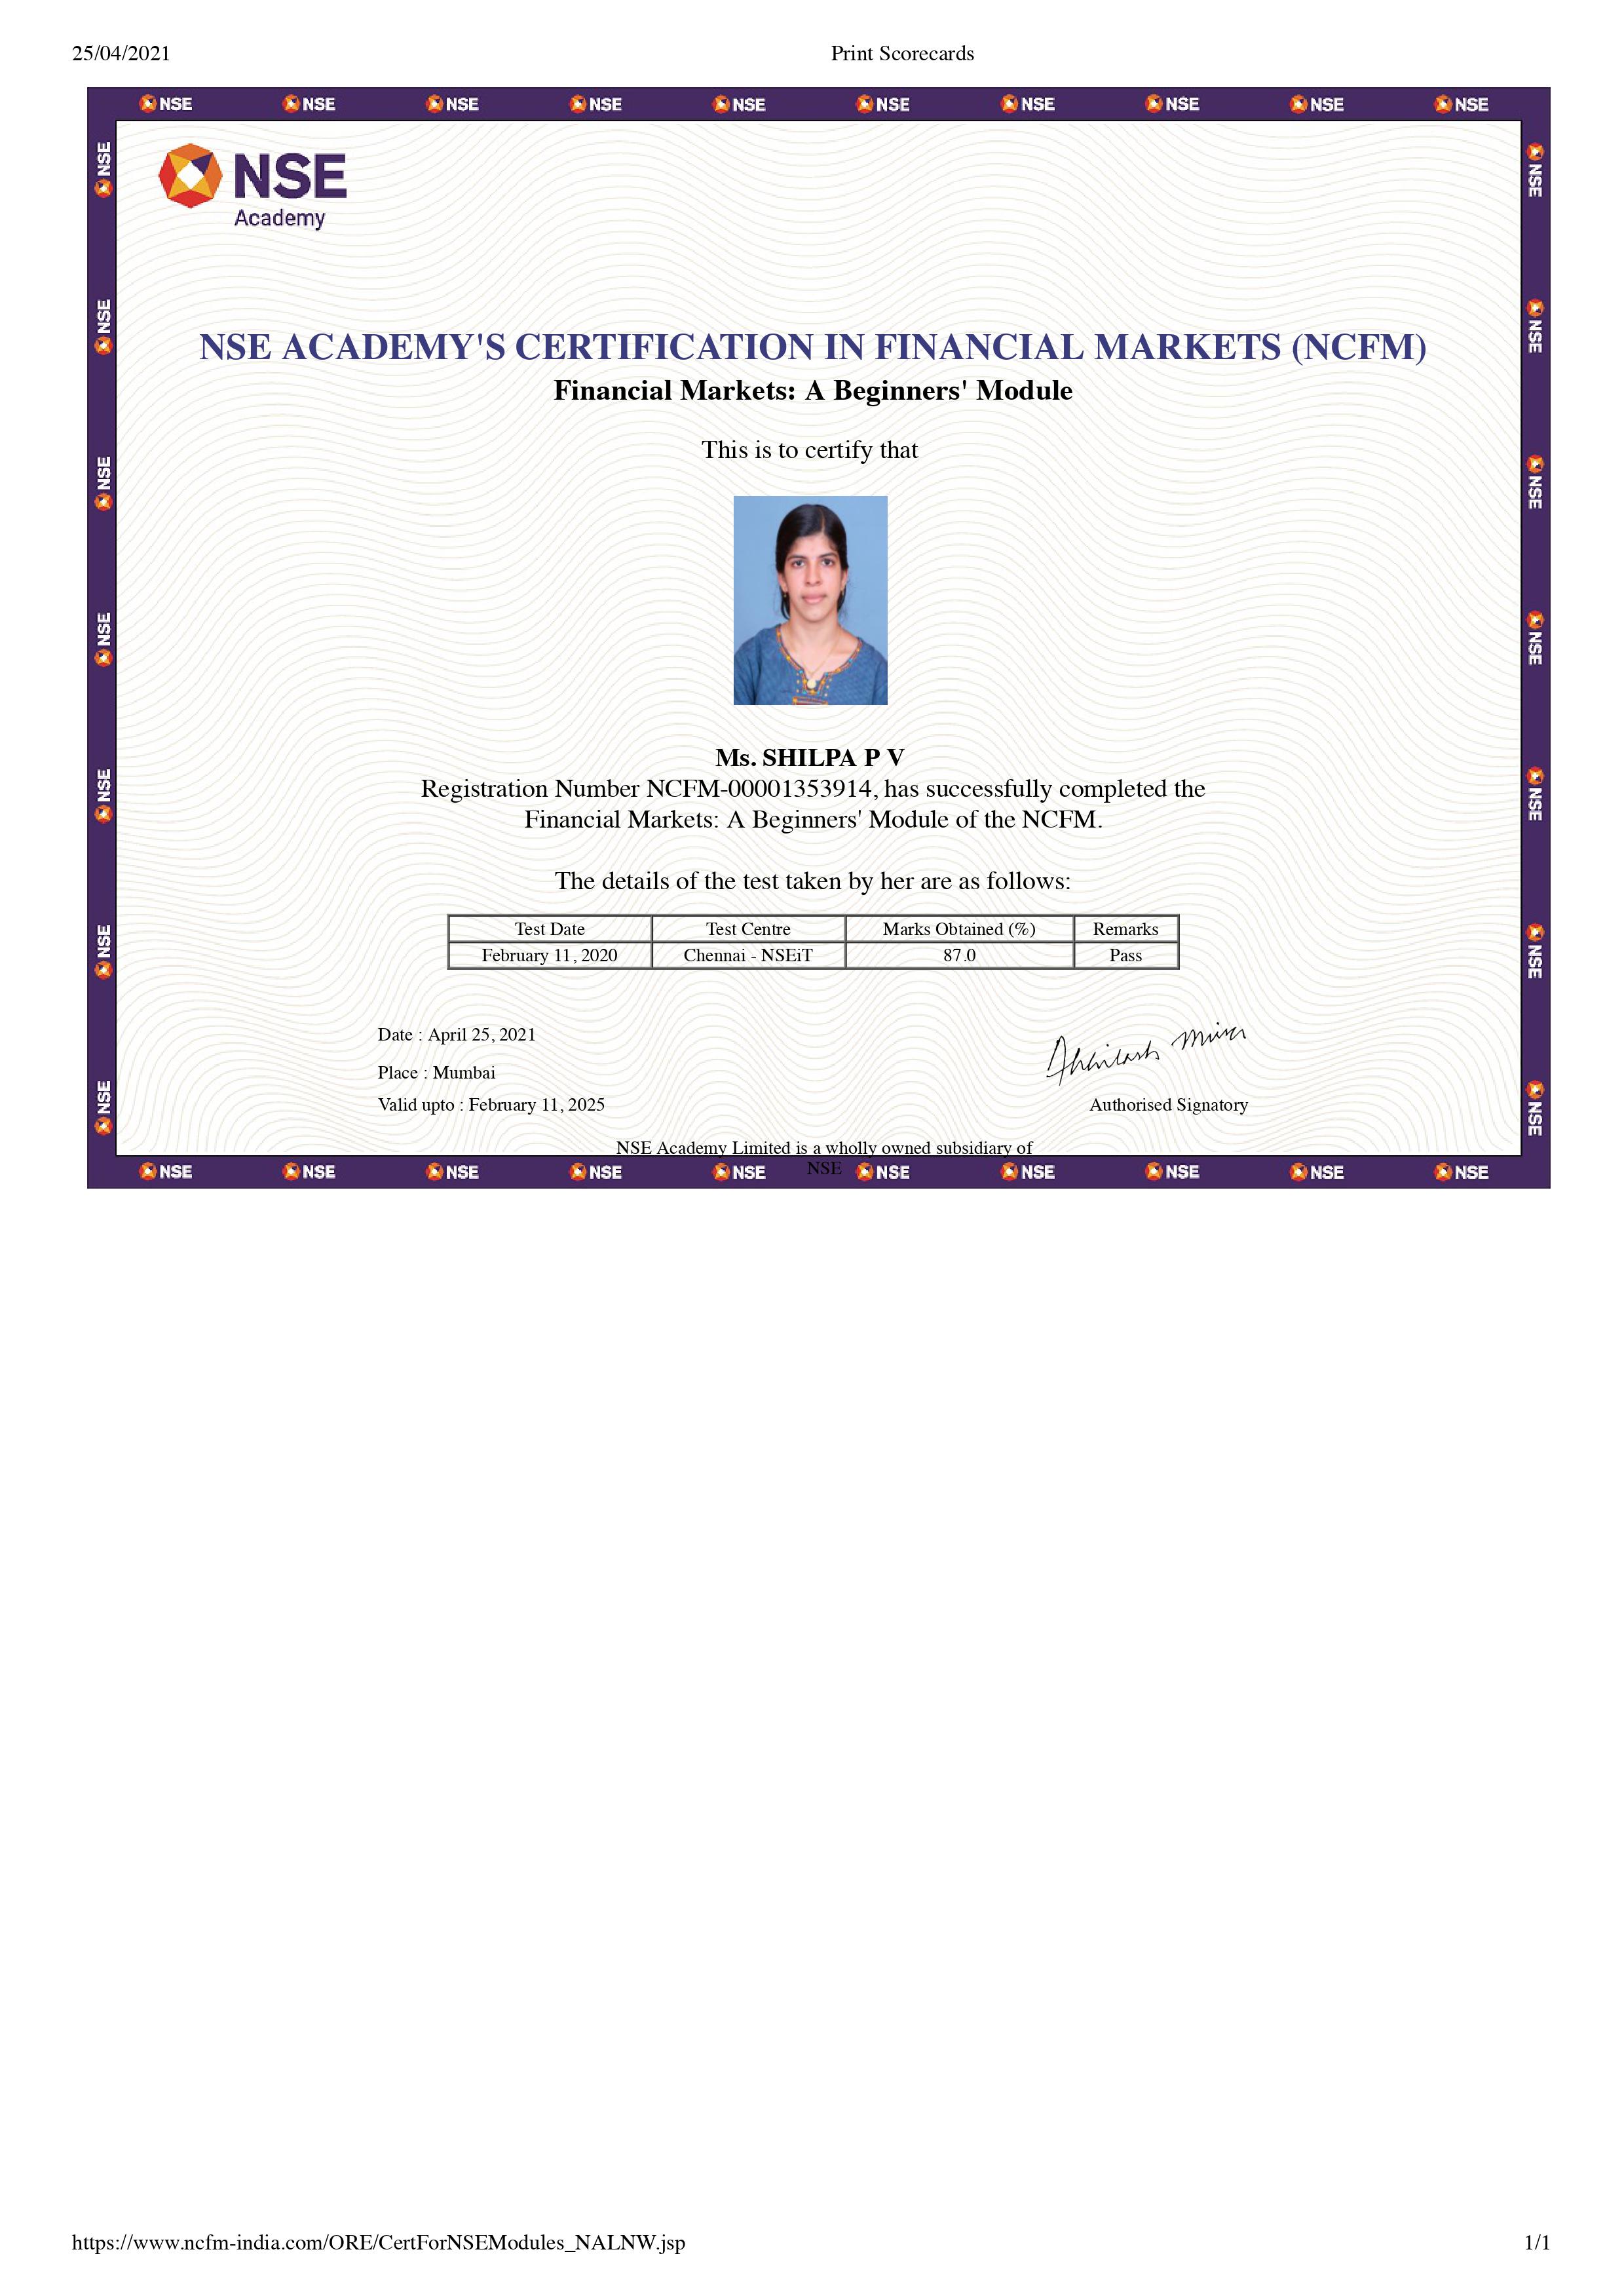 25/04/2021 Print Scorecards
NSE NSE NSE NSE NSE NSE NSE NSE NSE NSE
NSE
Academy
NSE ACADEMY'S CERTIFICATION IN FINANCIAL MARKETS (NCFM)
Financial Markets: A Beginners' Module
This is to certify that
Ms. SHILPA P V
Registration Number NCFM-00001353914, has successfully completed the
Financial Markets: A Beginners' Module of the NCFM.
The details of the test taken by her are as follows:
Test Date Test Centre Marks Obtained (%) Remarks
February 11, 2020 Chennai - NSEiT 87.0 Pass
Date : April 25, 2021
Place : Mumbai
Valid upto : February 11, 2025 Authorised Signatory
NSE Academy Limited is a wholly owned subsidiary of
NSE
NSE NSE NSE NSE NSE NSE NSE NSE NSE NSE
NSE NSE NSE NSE NSE NSE NSE
NSE NSE NSE NSE NSE NSE NSE
https://www.ncfm-india.com/ORE/CertForNSEModules_NALNW.jsp 1/1